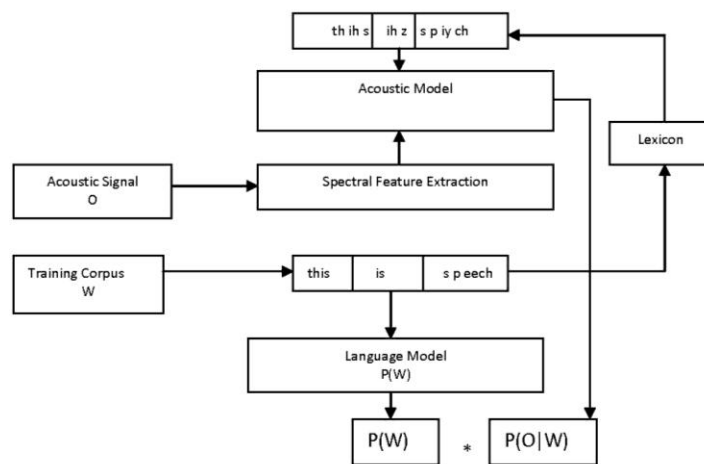 th ih s ih z s p iy ch
Acoustic Model
Lexicon
Acoustic Signal
O
Spectral Feature Extraction
Training Corpus
W
this is s p eech
Language Model
P(W)
P(W) * P(O|W)